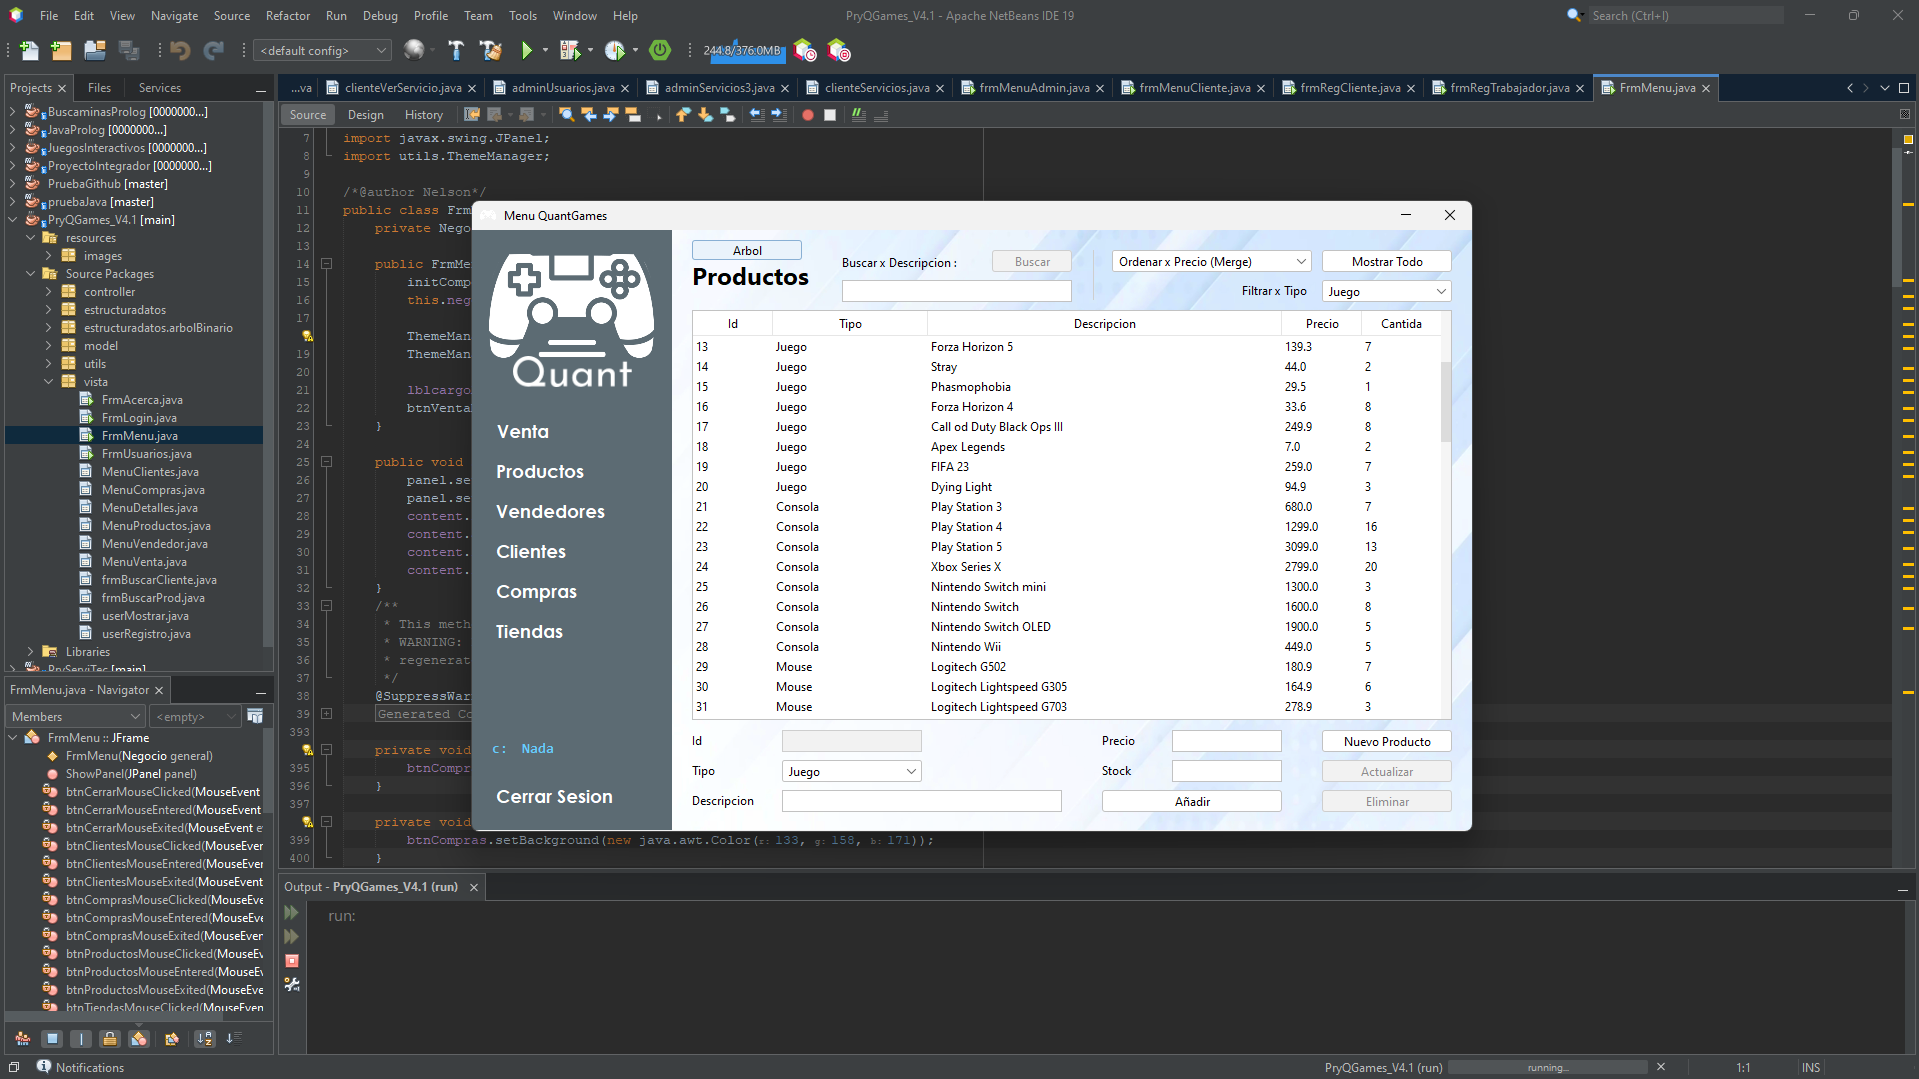 File Edit View Navigate Source Refactor Run Debug Profile Team Tools Window Help
PryQGames_V4.1 - Apache NetBeans IDE 19
Search (Ctrl+I)
<default config>
244.8/376.0MB
Projects Files Services
...va clienteVerServicio.java adminUsuarios.java adminServicios3.java clienteServicios.java frmMenuAdmin.java frmMenuCliente.java frmRegCliente.java frmRegTrabajador.java FrmMenu.java
Source Design History
BuscaminasProlog [0000000...]
JavaProlog [0000000...]
JuegosInteractivos [0000000...]
ProyectoIntegrador [0000000...]
PruebaGithub [master]
pruebaJava [master]
PryQGames_V4.1 [main]
resources
images
Source Packages
controller
estructuradatos
estructuradatos.arbolBinario
model
utils
vista
FrmAcerca.java
FrmLogin.java
FrmMenu.java
FrmUsuarios.java
MenuClientes.java
MenuCompras.java
MenuDetalles.java
MenuProductos.java
MenuVendedor.java
MenuVenta.java
frmBuscarCliente.java
frmBuscarProd.java
userMostrar.java
userRegistro.java
Libraries
PryServiTec [main]
FrmMenu.java - Navigator
Members <empty>
FrmMenu :: JFrame
FrmMenu(Negocio general)
ShowPanel(JPanel panel)
btnCerrarMouseClicked(MouseEvent
btnCerrarMouseEntered(MouseEvent
btnCerrarMouseExited(MouseEvent ev
btnClientesMouseClicked(MouseEver
btnClientesMouseEntered(MouseEver
btnClientesMouseExited(MouseEvent
btnComprasMouseClicked(MouseEve
btnComprasMouseEntered(MouseEve
btnComprasMouseExited(MouseEven
btnProductosMouseClicked(MouseEv
btnProductosMouseEntered(MouseEv
btnProductosMouseExited(MouseEve
btnTiendasMouseClicked(MouseEven
7 import javax.swing.JPanel;
8 import utils.ThemeManager;
9
10 /*@author Nelson*/
11 public class Frm
12 private Nego
13
14 public FrmMe
15 initComp
16 this.neg
17
ThemeMan
19 ThemeMan
20
21 lblcargo
22 btnVenta
23 }
24
25 public void
26 panel.se
27 panel.se
28 content.
29 content.
30 content.
31 content.
32 }
33 /**
34 * This meth
35 * WARNING:
36 * regenerat
37 */
38 @SuppressWar
39 Generated Co
393
private void
395 btnCompr
396 }
397
private void
399 btnCompras.setBackground(new java.awt.Color(r: 133, g: 158, b: 171));
400 }
Menu QuantGames
Quant
Venta
Productos
Vendedores
Clientes
Compras
Tiendas
c: Nada
Cerrar Sesion
Arbol
Productos
Buscar x Descripcion : Buscar
Ordenar x Precio (Merge) Mostrar Todo
Filtrar x Tipo Juego
Id Tipo Descripcion Precio Cantida
13 Juego Forza Horizon 5 139.3 7
14 Juego Stray 44.0 2
15 Juego Phasmophobia 29.5 1
16 Juego Forza Horizon 4 33.6 8
17 Juego Call od Duty Black Ops III 249.9 8
18 Juego Apex Legends 7.0 2
19 Juego FIFA 23 259.0 7
20 Juego Dying Light 94.9 3
21 Consola Play Station 3 680.0 7
22 Consola Play Station 4 1299.0 16
23 Consola Play Station 5 3099.0 13
24 Consola Xbox Series X 2799.0 20
25 Consola Nintendo Switch mini 1300.0 3
26 Consola Nintendo Switch 1600.0 8
27 Consola Nintendo Switch OLED 1900.0 5
28 Consola Nintendo Wii 449.0 5
29 Mouse Logitech G502 180.9 7
30 Mouse Logitech Lightspeed G305 164.9 6
31 Mouse Logitech Lightspeed G703 278.9 3
Id Precio Nuevo Producto
Tipo Juego Stock Actualizar
Descripcion Añadir Eliminar
Output - PryQGames_V4.1 (run)
run:
Notifications
PryQGames_V4.1 (run) running... 1:1 INS